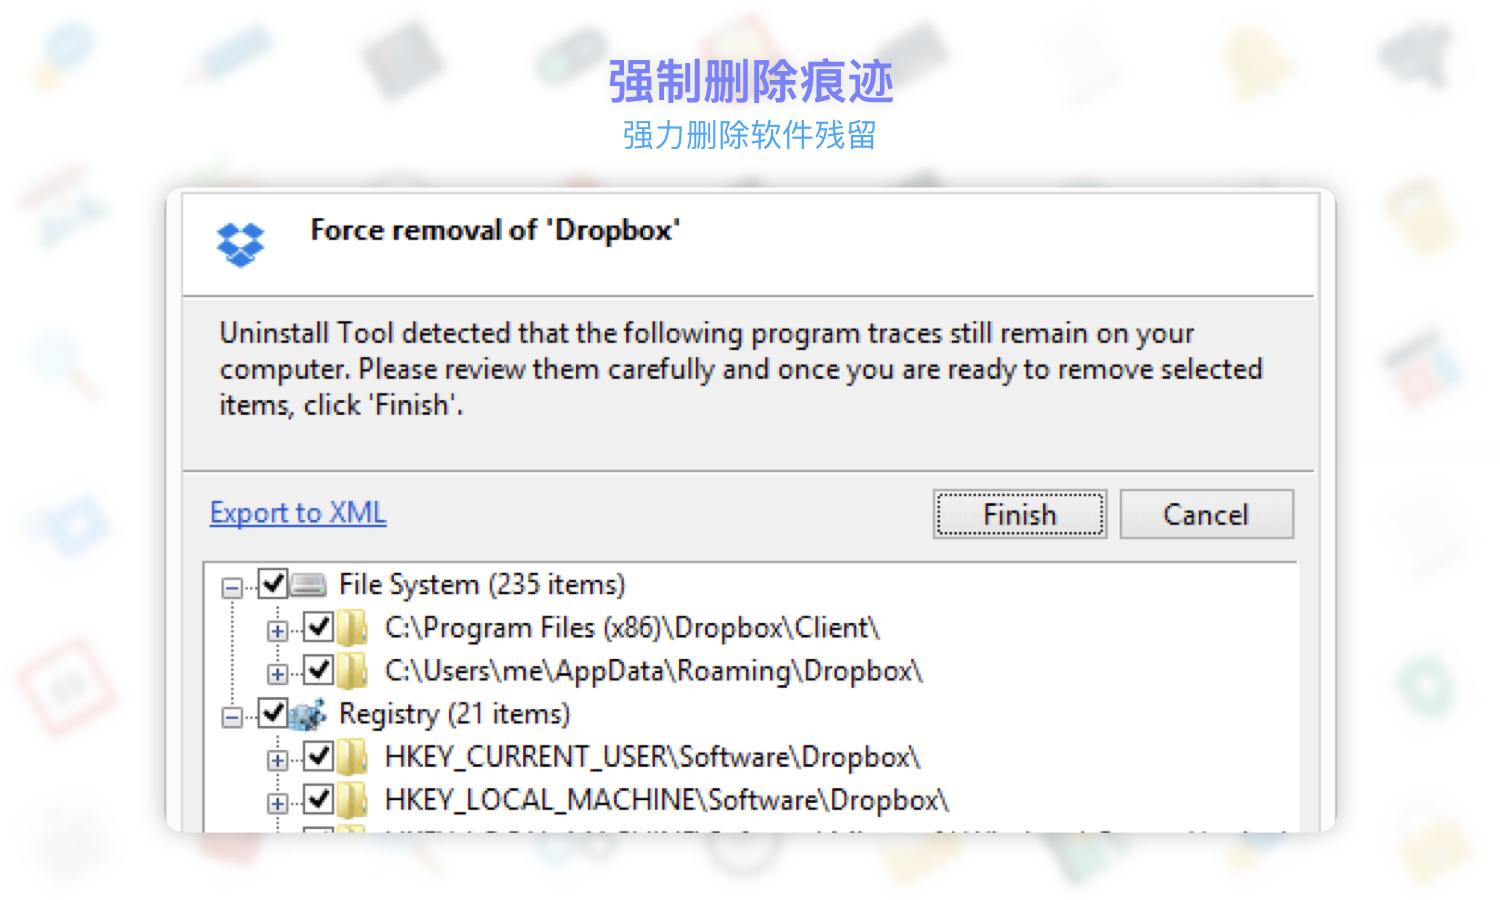 强制删除痕迹
强力删除软件残留
Force removal of 'Dropbox'
Uninstall Tool detected that the following program traces still remain on your
computer. Please review them carefully and once you are ready to remove selected
items, click 'Finish'.
Export to XML
Finish
Cancel
File System (235 items)
C:\Program Files (x86)\Dropbox\Client\
C:\Users\me\AppData\Roaming\Dropbox\
Registry (21 items)
HKEY_CURRENT_USER\Software\Dropbox\
HKEY_LOCAL_MACHINE\Software\Dropbox\